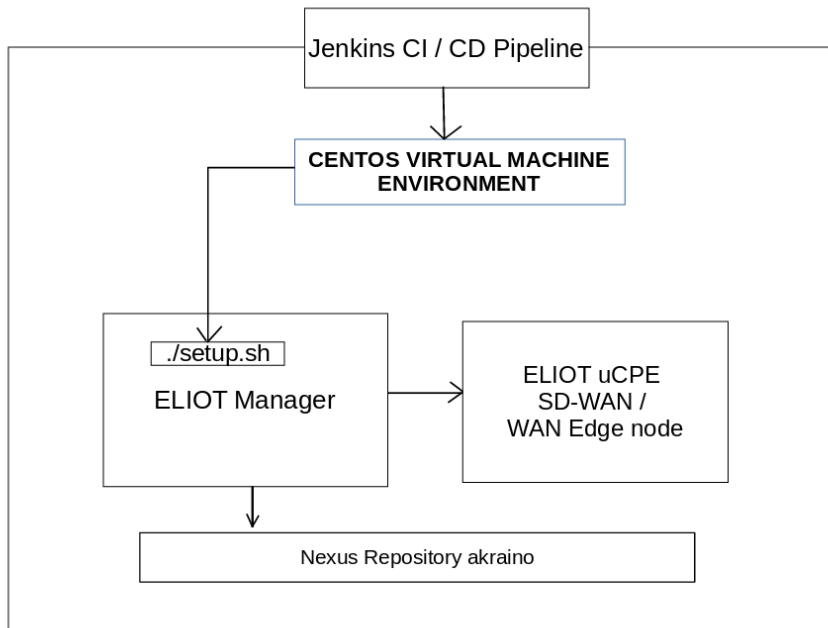 Jenkins CI / CD Pipeline
CENTOS VIRTUAL MACHINE
ENVIRONMENT
./setup.sh
ELIOT Manager
ELIOT uCPE
SD-WAN /
WAN Edge node
Nexus Repository akraino